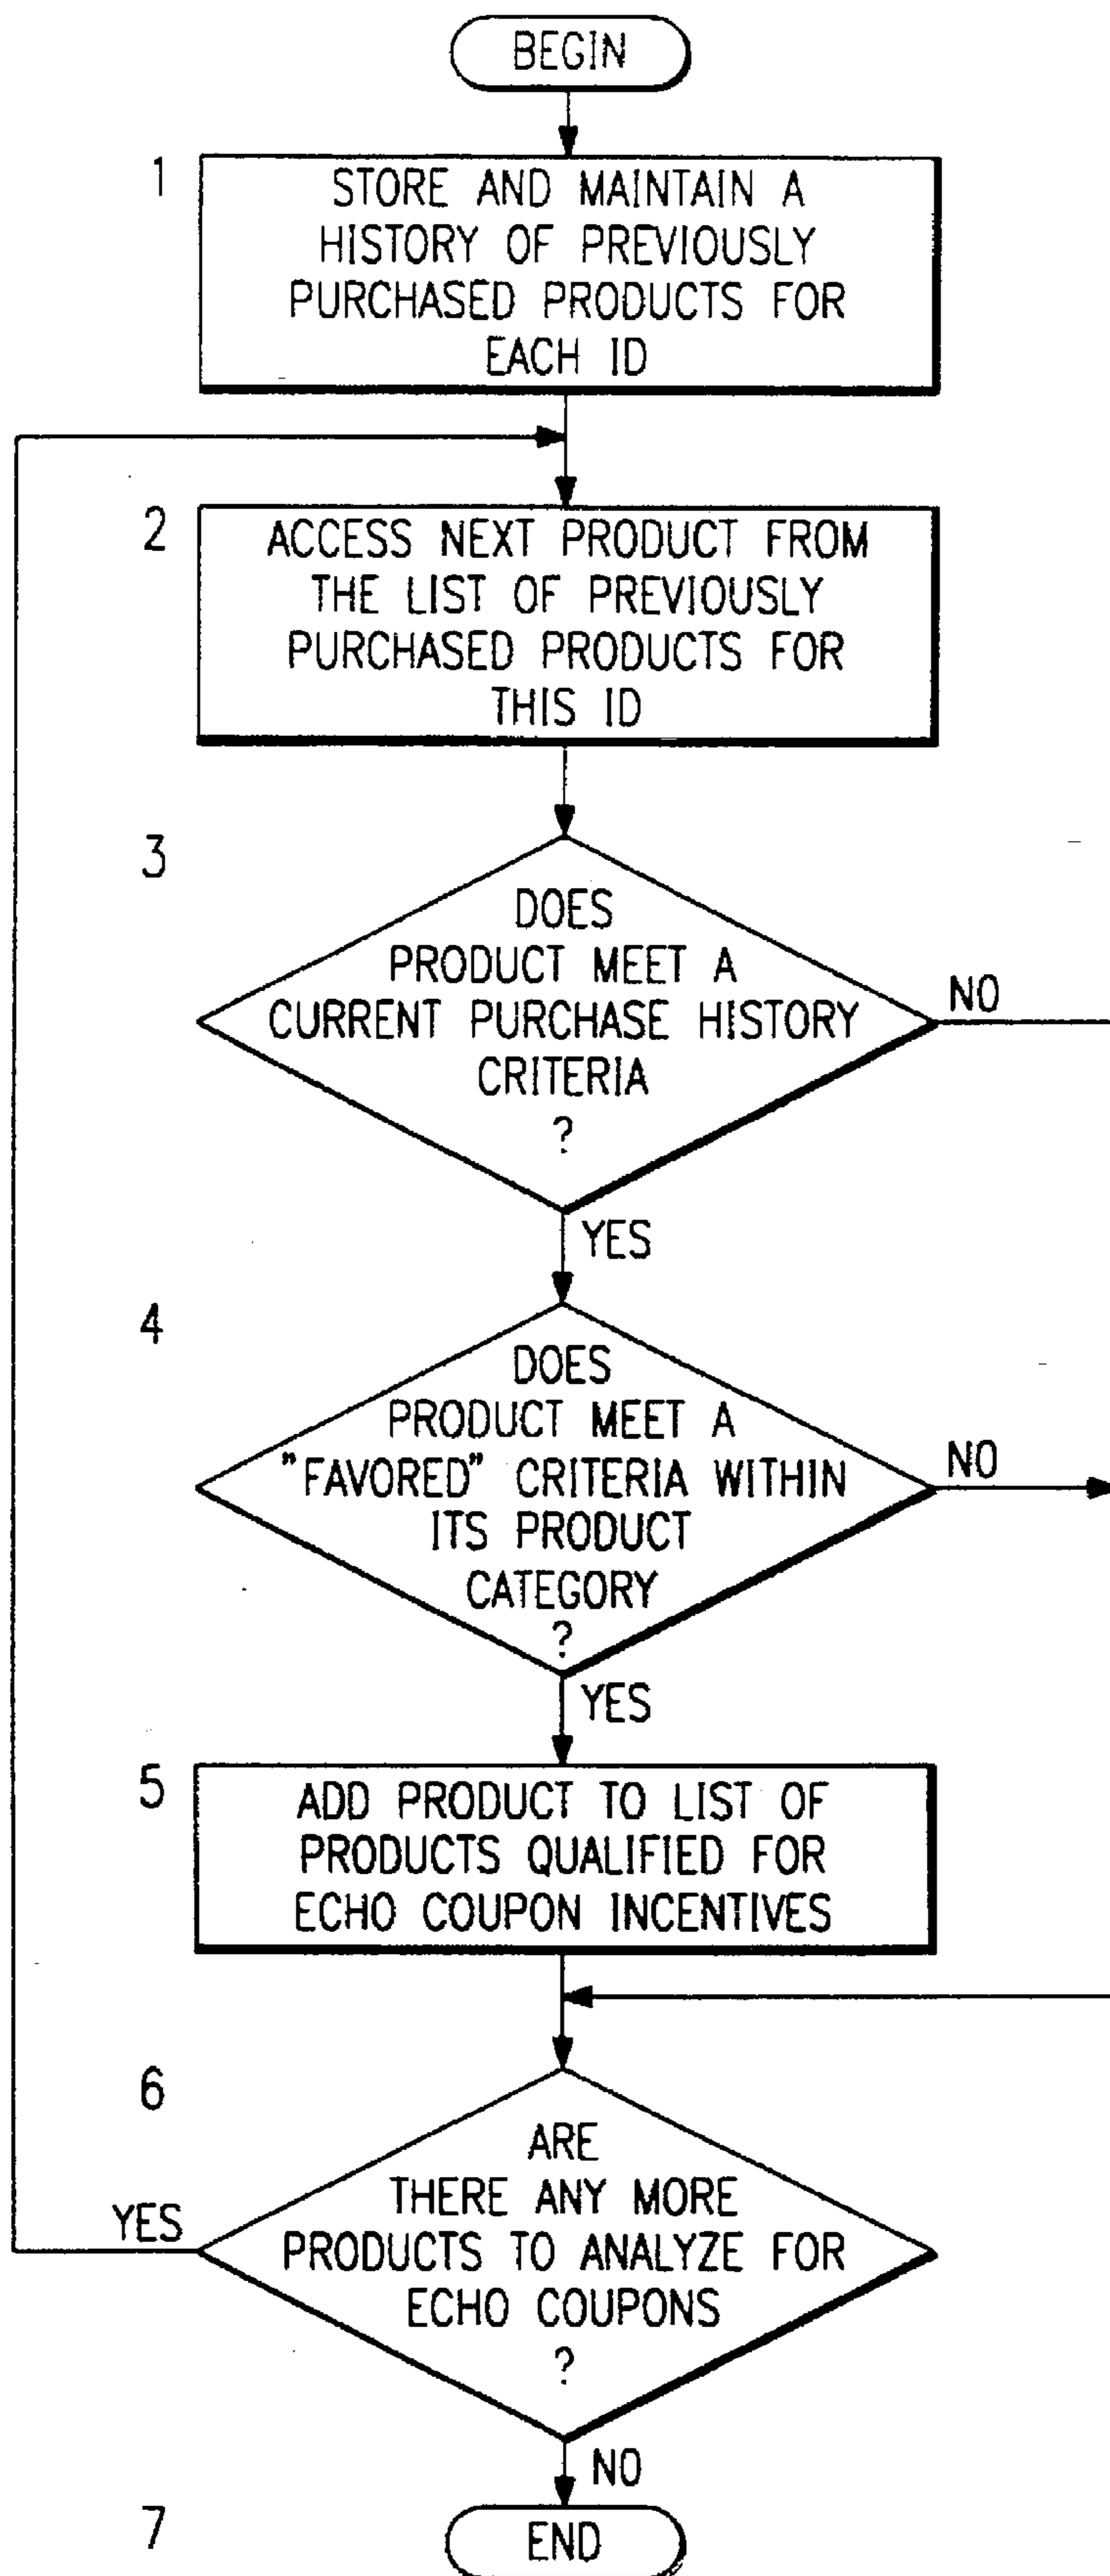 BEGIN
1
STORE AND MAINTAIN A
HISTORY OF PREVIOUSLY
PURCHASED PRODUCTS FOR
EACH ID
2
ACCESS NEXT PRODUCT FROM
THE LIST OF PREVIOUSLY
PURCHASED PRODUCTS FOR
THIS ID
3
DOES
PRODUCT MEET A
CURRENT PURCHASE HISTORY
CRITERIA
?
NO
YES
4
DOES
PRODUCT MEET A
"FAVORED" CRITERIA WITHIN
ITS PRODUCT
CATEGORY
?
NO
YES
5
ADD PRODUCT TO LIST OF
PRODUCTS QUALIFIED FOR
ECHO COUPON INCENTIVES
6
ARE
THERE ANY MORE
PRODUCTS TO ANALYZE FOR
ECHO COUPONS
?
YES
NO
7
END